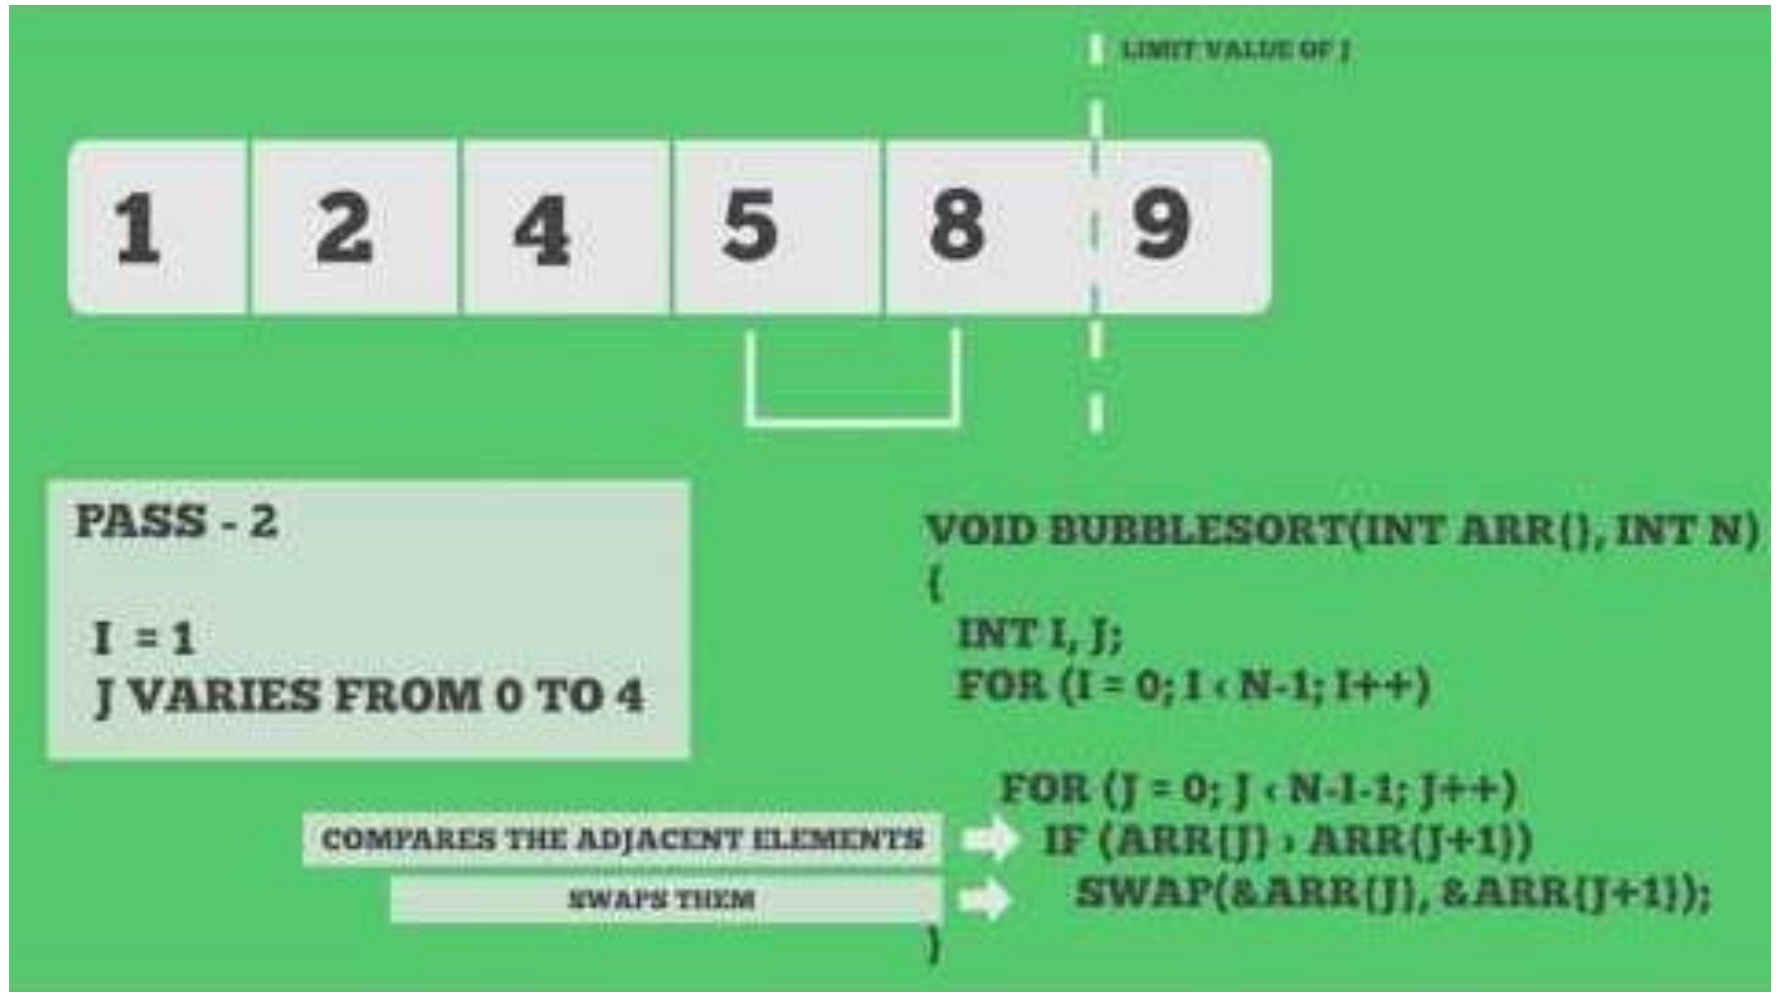 LIMIT VALUE OF J
1 2 4 5 8 9
PASS - 2
I = 1
J VARIES FROM 0 TO 4
VOID BUBBLESORT(INT ARR{}, INT N)
{
INT I, J;
FOR (I = 0; I < N-1; I++)
FOR (J = 0; J < N-I-1; J++)
COMPARES THE ADJACENT ELEMENTS
IF (ARR{J} > ARR{J+1})
SWAPS THEM
SWAP(&ARR{J}, &ARR{J+1});
}